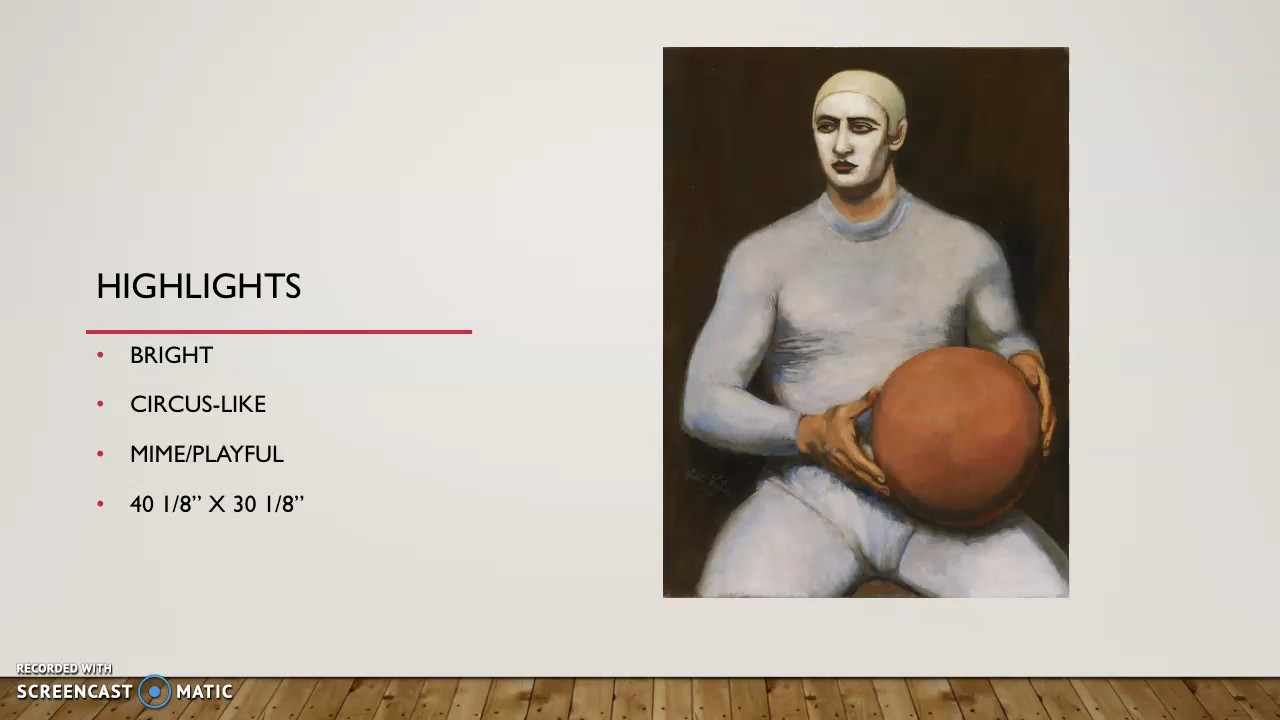 HIGHLIGHTS
• BRIGHT
• CIRCUS-LIKE
• MIME/PLAYFUL
• 40 1/8” X 30 1/8”
RECORDED WITH
SCREENCAST MATIC